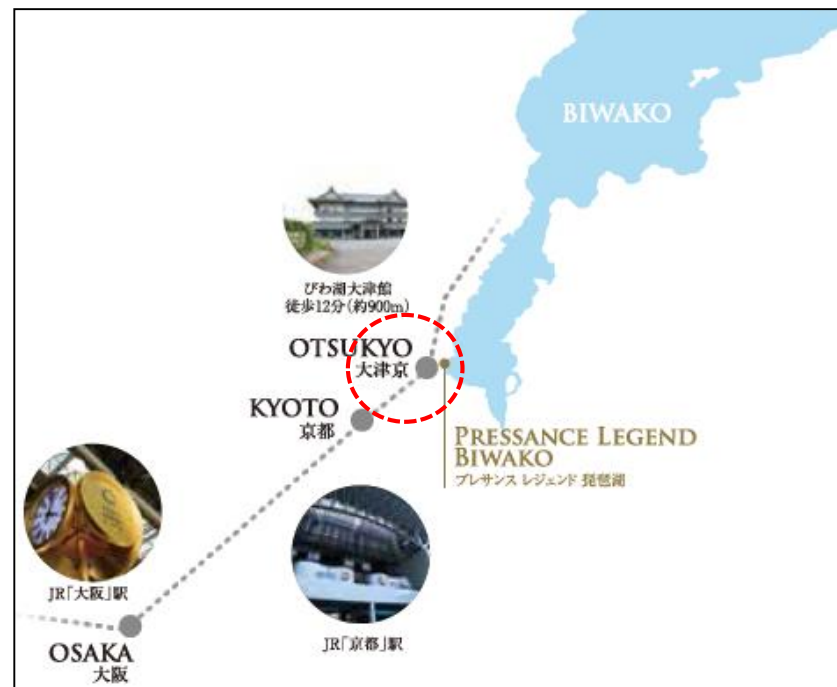 BIWAKO
びわ湖大津館
徒歩12分(約900m)
OTSUKYO
大津京
KYOTO
京都
PRESSANCE LEGEND
BIWAKO
プレサンス レジェンド 琵琶湖
JR「大阪」駅
JR「京都」駅
OSAKA
大阪